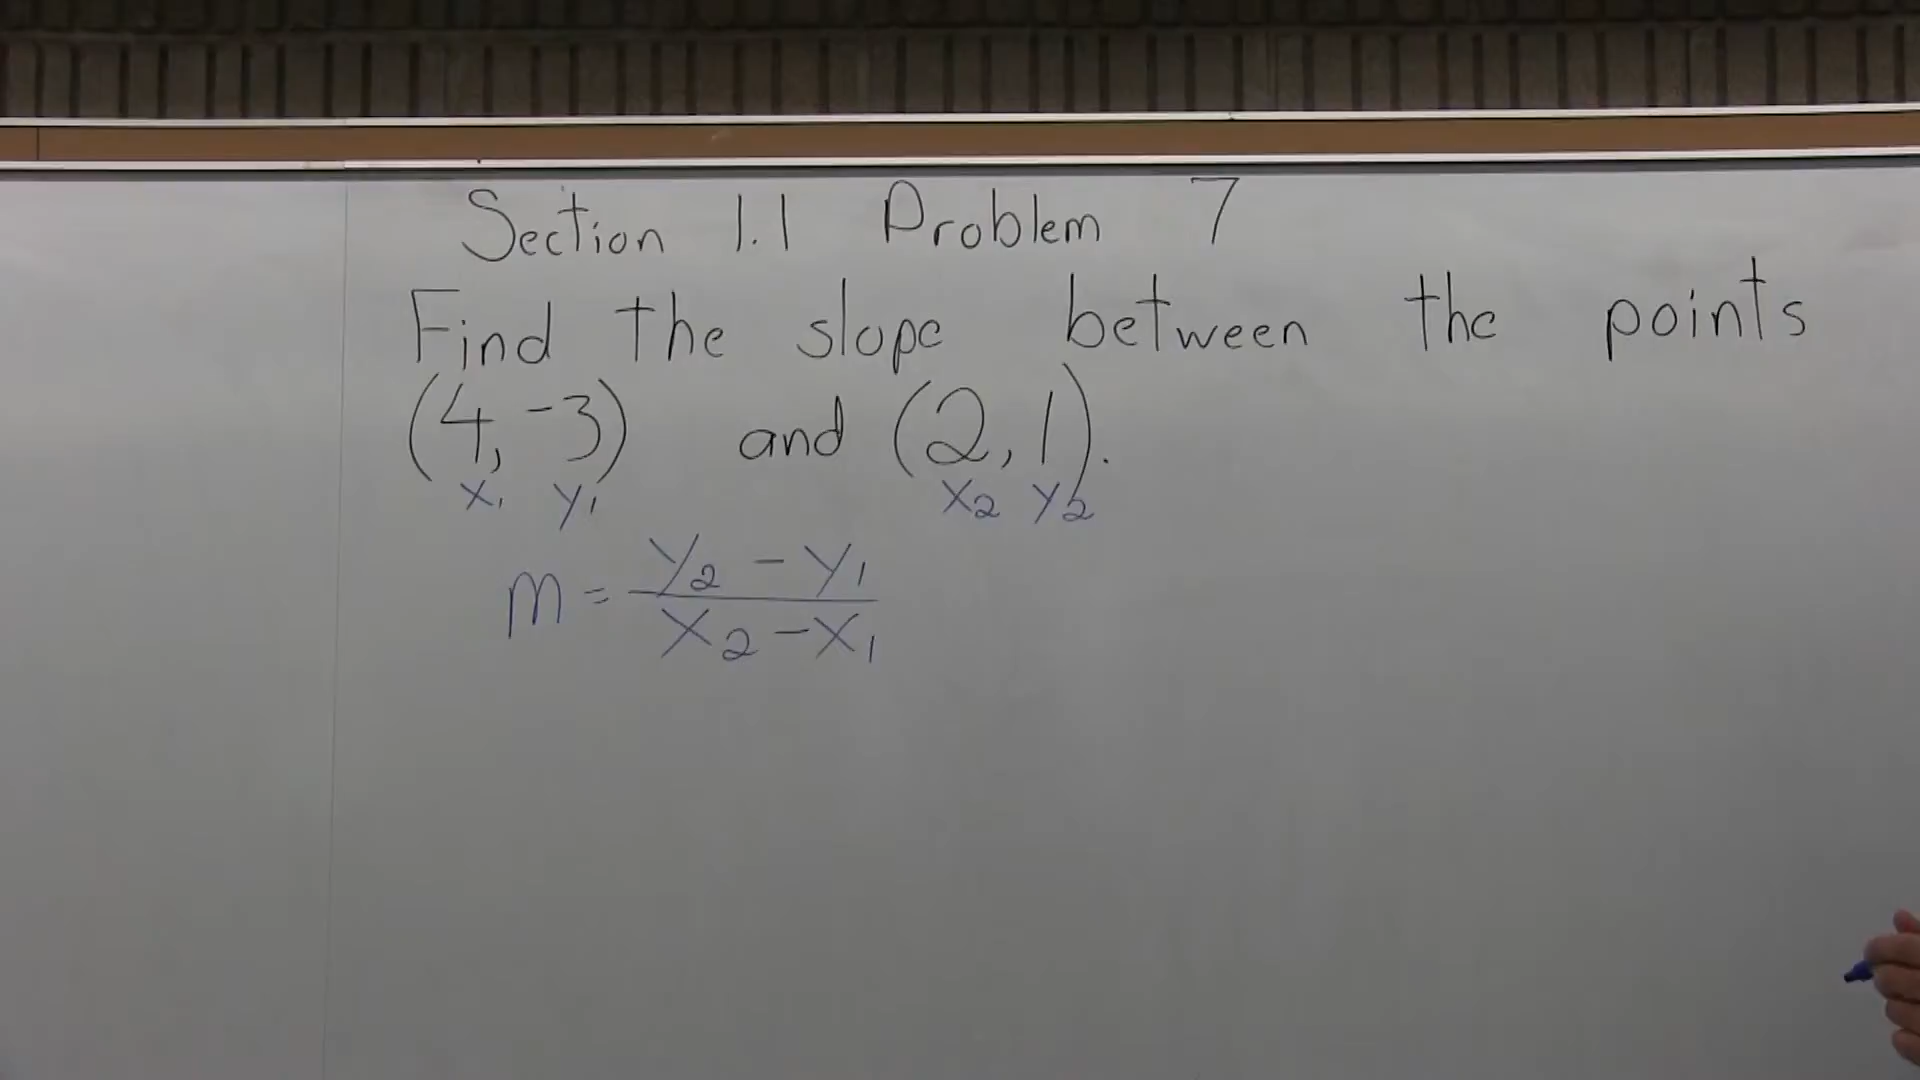 Section 1.1 Problem 7
Find the slope between the points
(4, -3) and (2, 1).
x₁ y₁ x₂ y₂
m = y₂ - y₁
x₂ - x₁